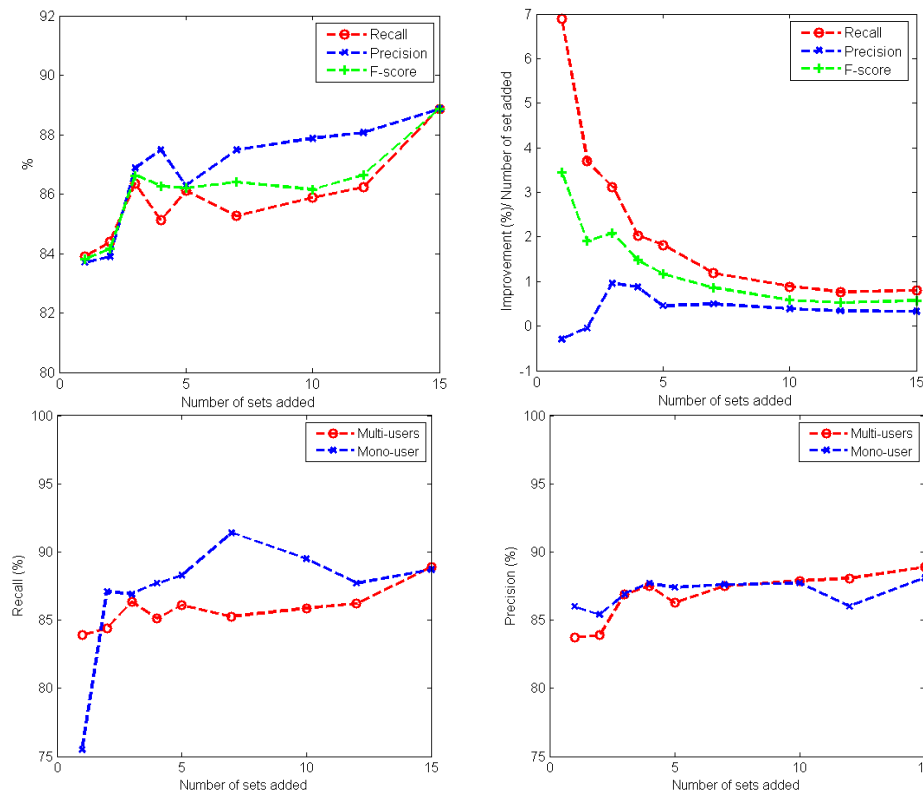 92
90
88
86
84
82
80
%
0
5
10
15
Number of sets added
Recall
Precision
F-score
7
6
5
4
3
2
1
0
-1
Improvement (%)/ Number of set added
0
5
10
15
Number of sets added
Recall
Precision
F-score
100
95
90
85
80
75
Recall (%)
0
5
10
15
Number of sets added
Multi-users
Mono-user
100
95
90
85
80
75
Precision (%)
0
5
10
15
Number of sets added
Multi-users
Mono-user